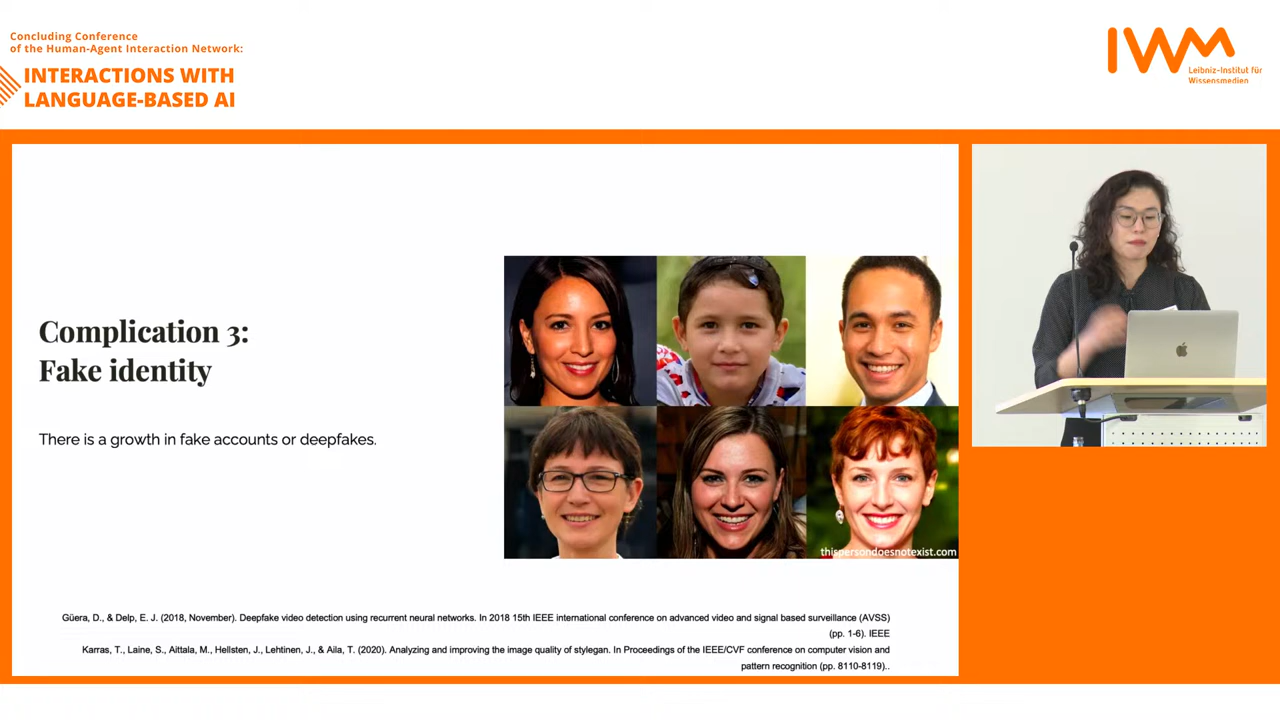 Concluding Conference
of the Human-Agent Interaction Network:
INTERACTIONS WITH
LANGUAGE-BASED AI
IWM
Leibniz-Institut für
Wissensmedien
Complication 3:
Fake identity
There is a growth in fake accounts or deepfakes.
thispersondoesnotexist.com
Güera, D., & Delp, E. J. (2018, November). Deepfake video detection using recurrent neural networks. In 2018 15th IEEE international conference on advanced video and signal based surveillance (AVSS)
(pp. 1-6). IEEE
Karras, T., Laine, S., Aittala, M., Hellsten, J., Lehtinen, J., & Aila, T. (2020). Analyzing and improving the image quality of stylegan. In Proceedings of the IEEE/CVF conference on computer vision and
pattern recognition (pp. 8110-8119)..